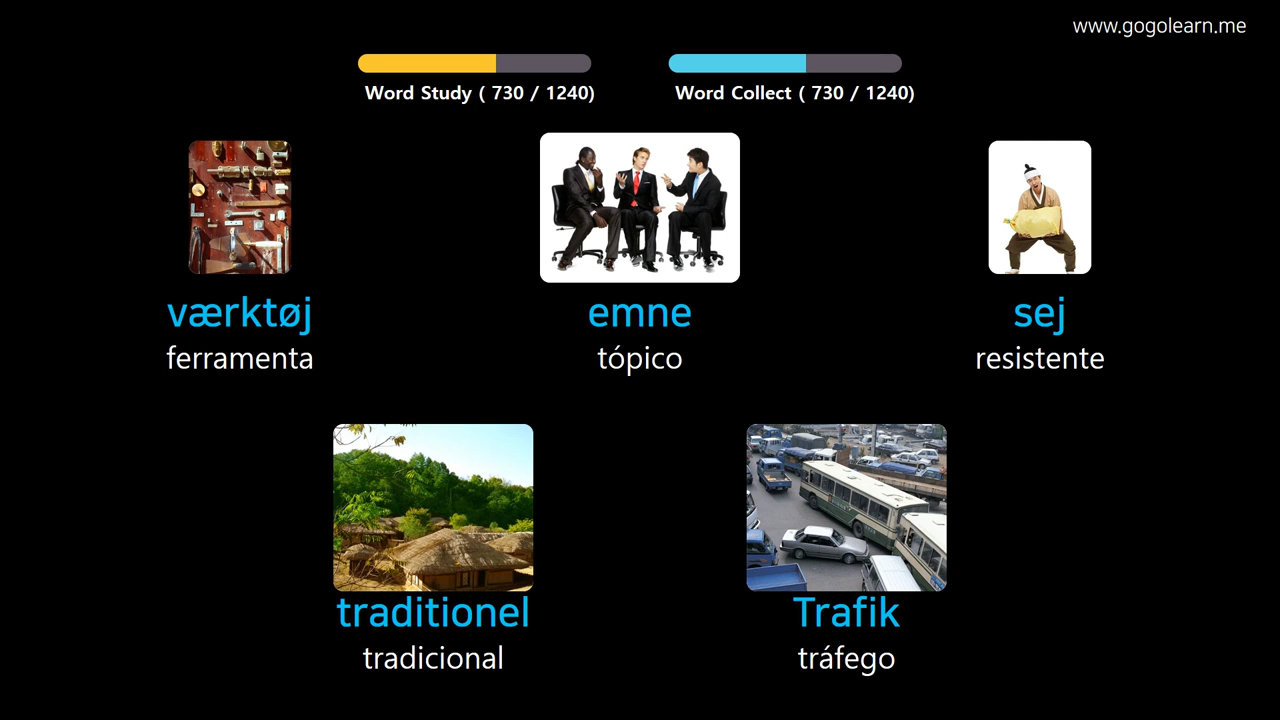 www.gogolearn.me
Word Study ( 730 / 1240)
Word Collect ( 730 / 1240)
værktøj
ferramenta
emne
tópico
sej
resistente
traditionel
tradicional
Trafik
tráfego